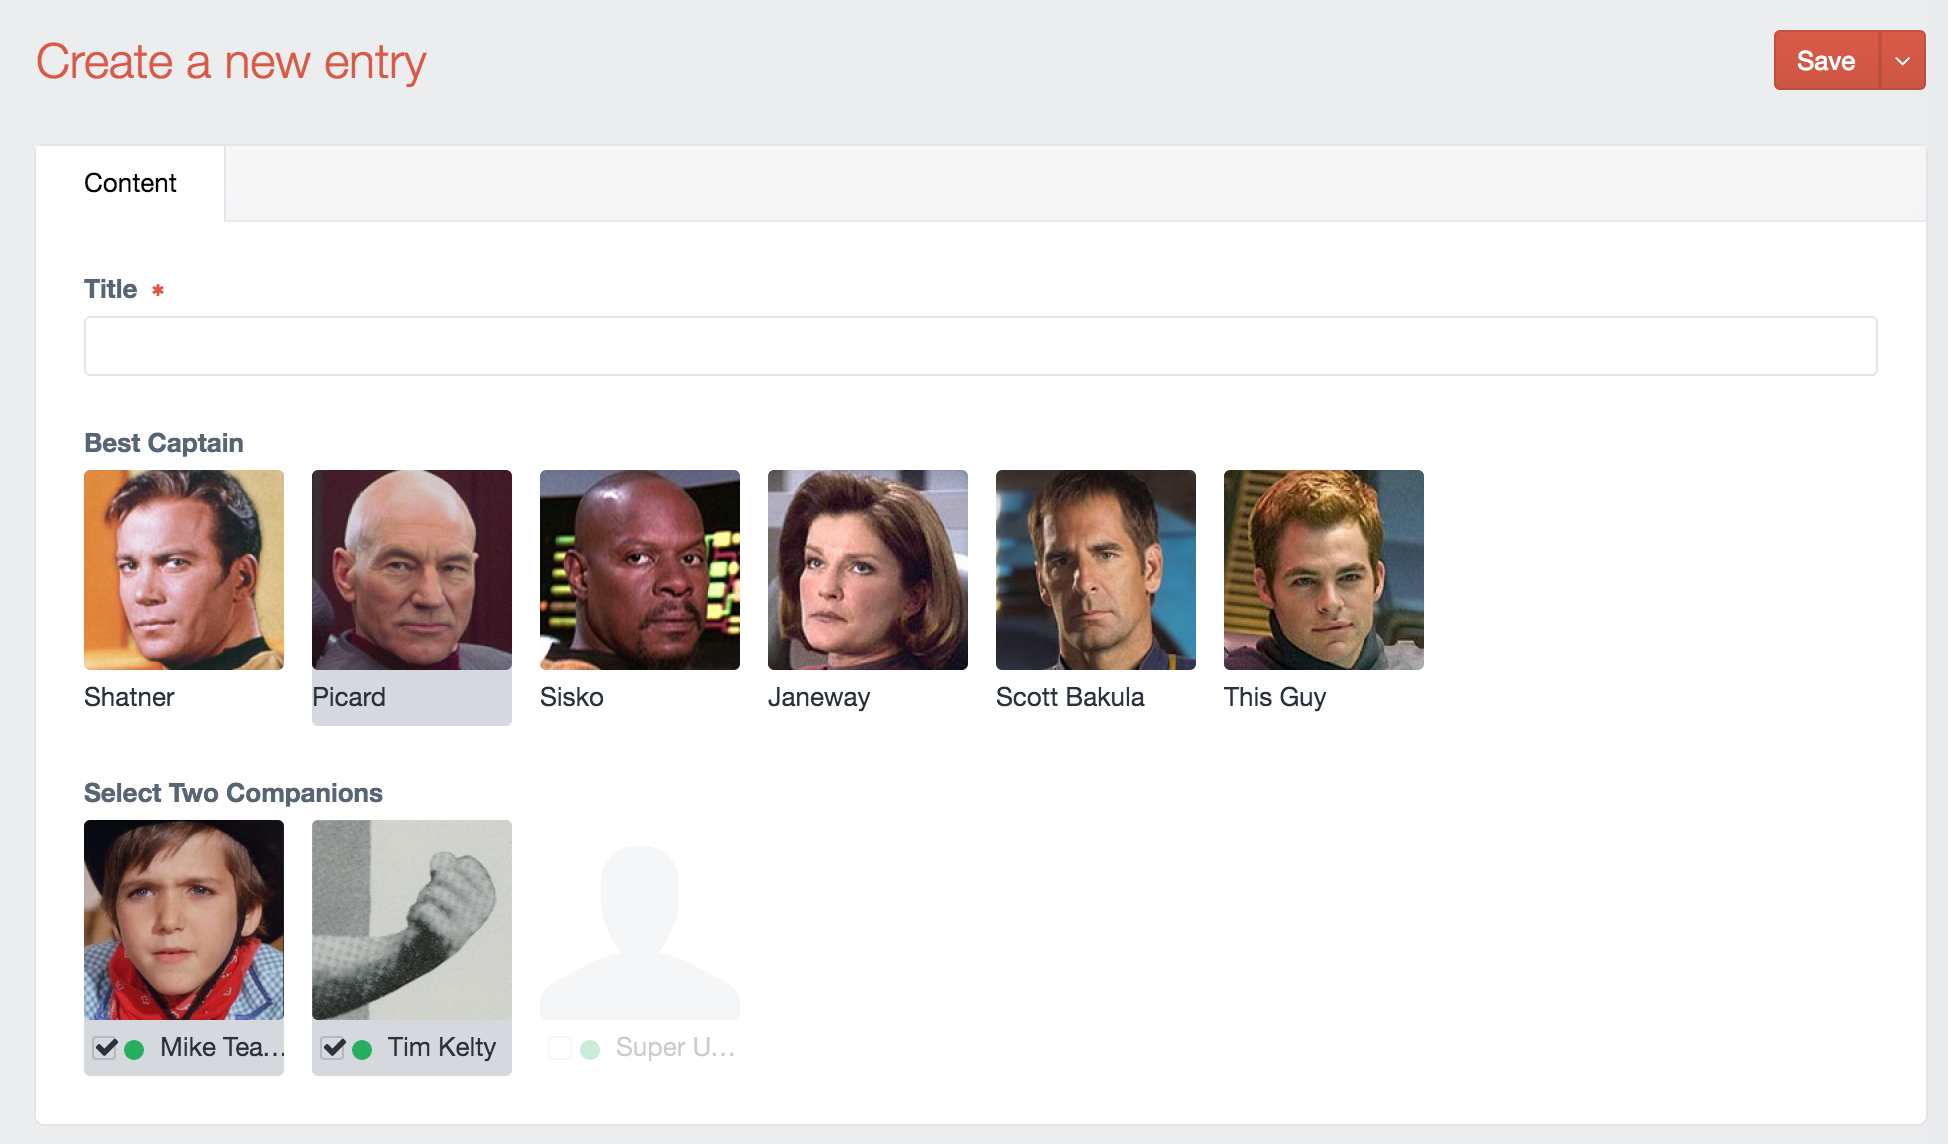 Create a new entry
Save
Content
Title *
Best Captain
Shatner Picard Sisko Janeway Scott Bakula This Guy
Select Two Companions
Mike Tea... Tim Kelty Super U...